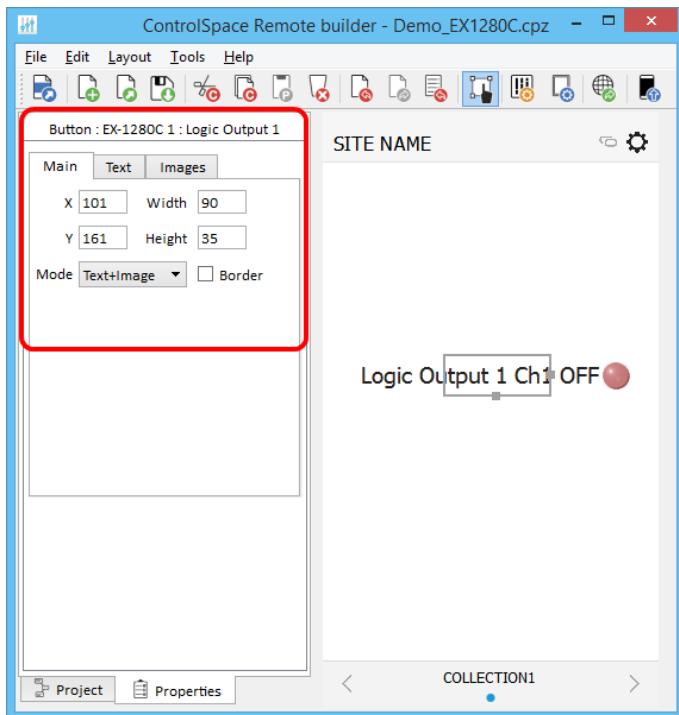 ControlSpace Remote builder - Demo_EX1280C.cpz
File Edit Layout Tools Help
Button : EX-1280C 1 : Logic Output 1
Main Text Images
X 101 Width 90
Y 161 Height 35
Mode Text+Image Border
SITE NAME
Logic Output 1 Ch1 OFF
Project Properties
COLLECTION1